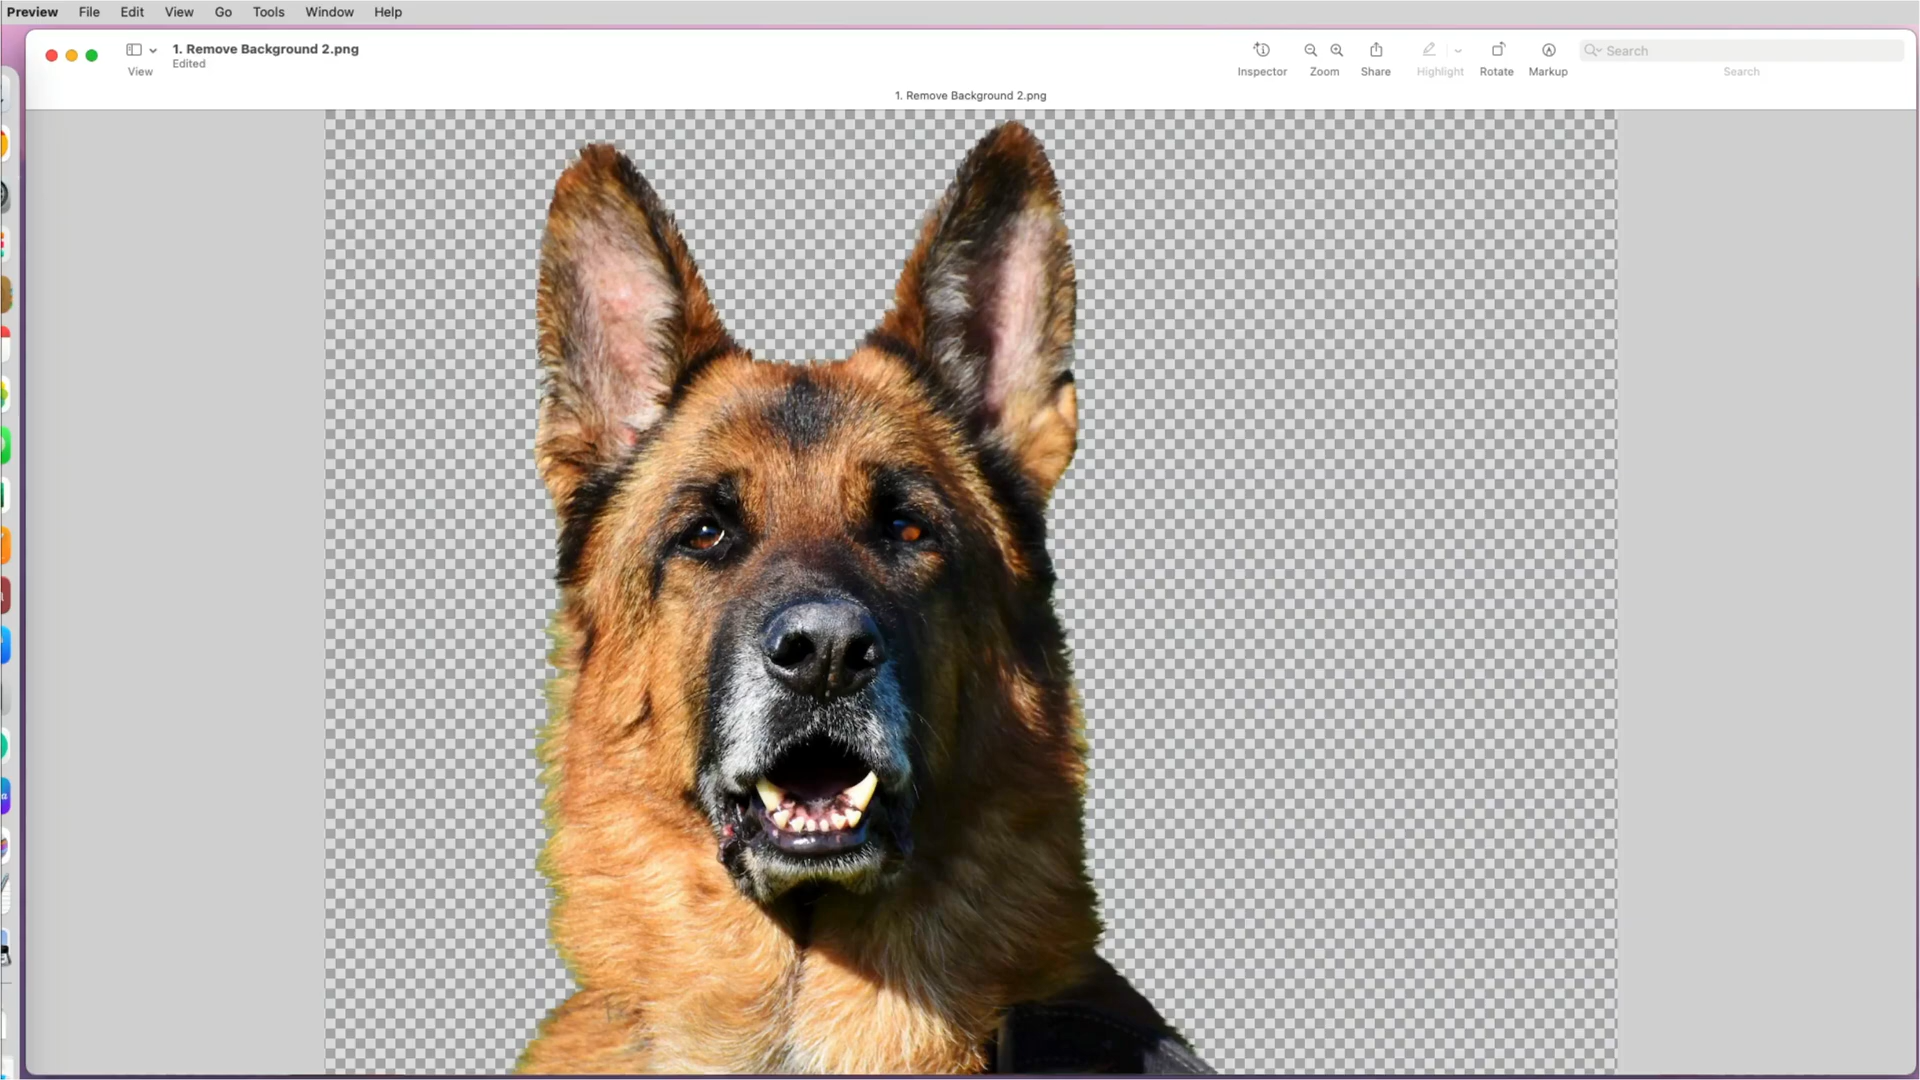 Preview File Edit View Go Tools Window Help
1. Remove Background 2.png
Edited
View
Inspector Zoom Share Highlight Rotate Markup Search
Search
1. Remove Background 2.png